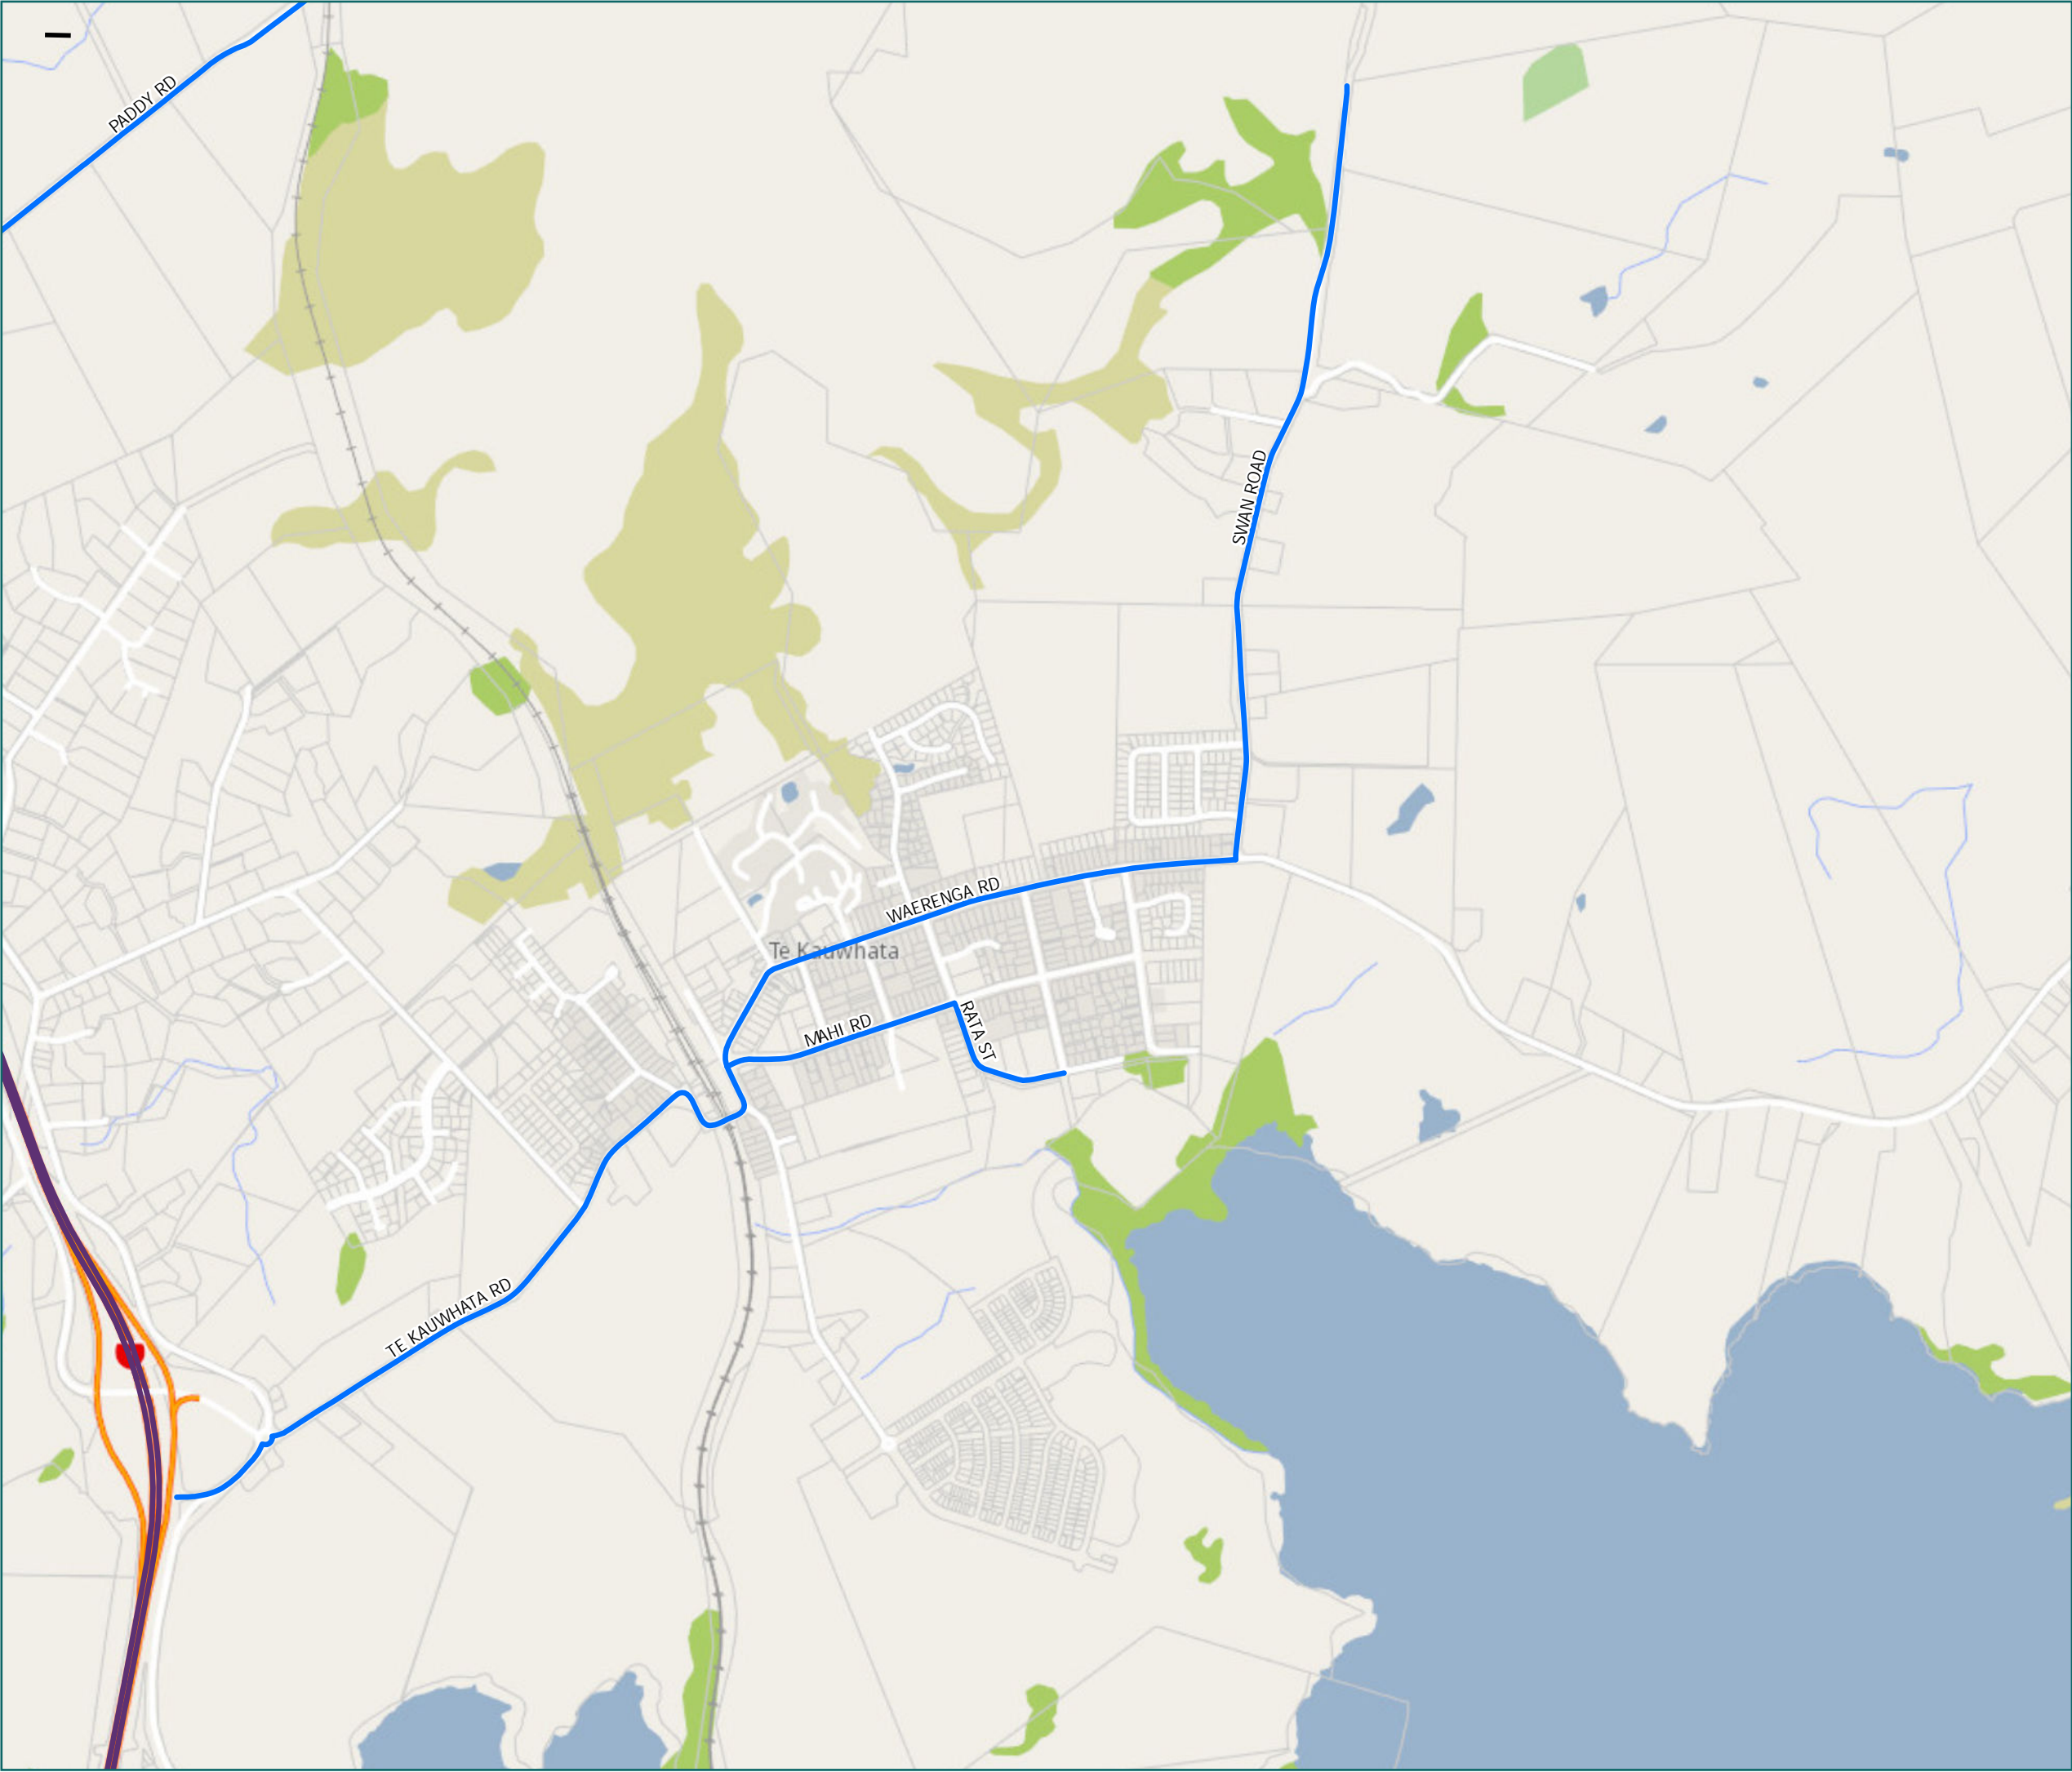 PADDY RD
SWAN ROAD
WAERENGA RD
Te Kauwhata
RATA ST
MAHI RD
TE KAUWHATA RD